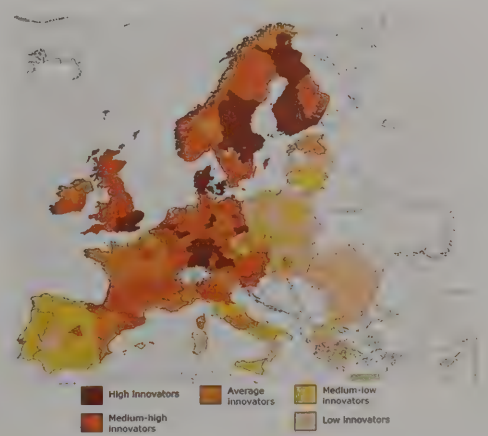 High Innovators
Medium-high
innovators
Average
innovators
Medium-low
innovators
Low innovators